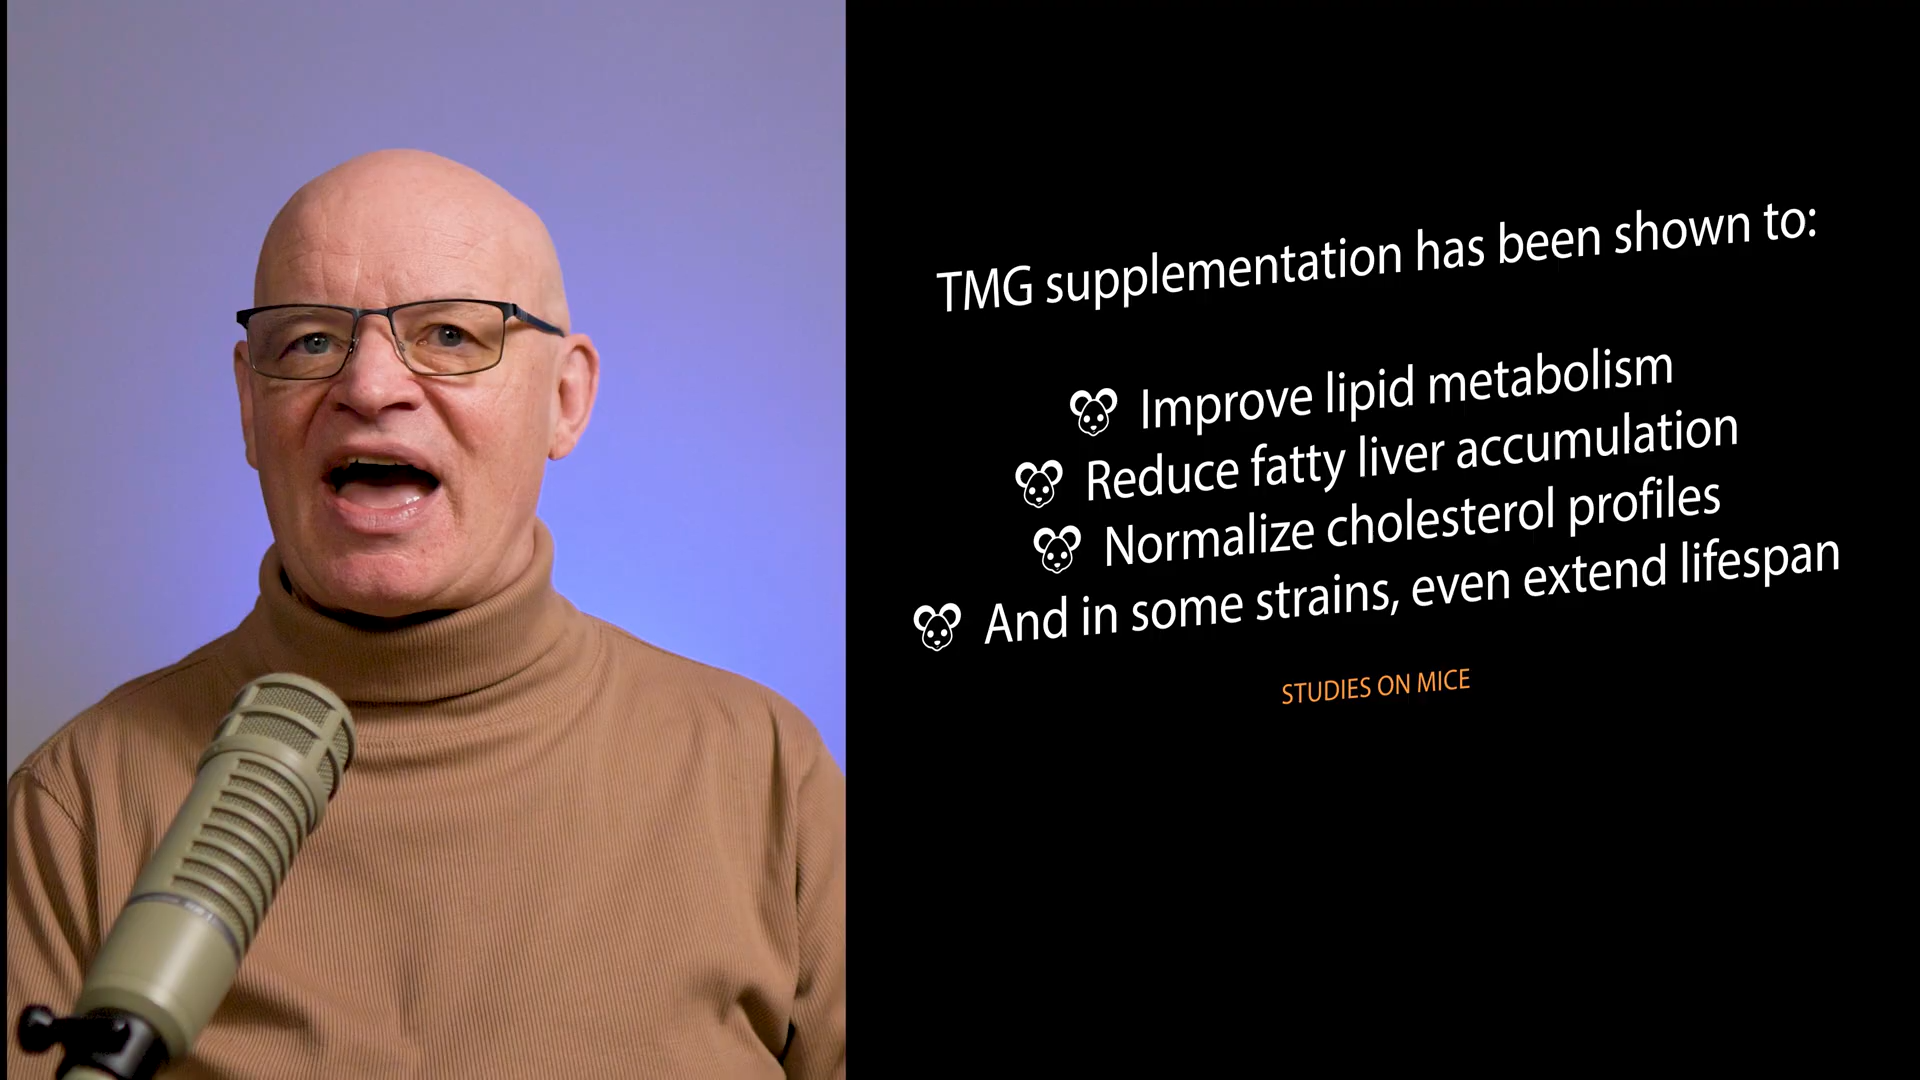 TMG supplementation has been shown to:
Improve lipid metabolism
Reduce fatty liver accumulation
Normalize cholesterol profiles
And in some strains, even extend lifespan
STUDIES ON MICE